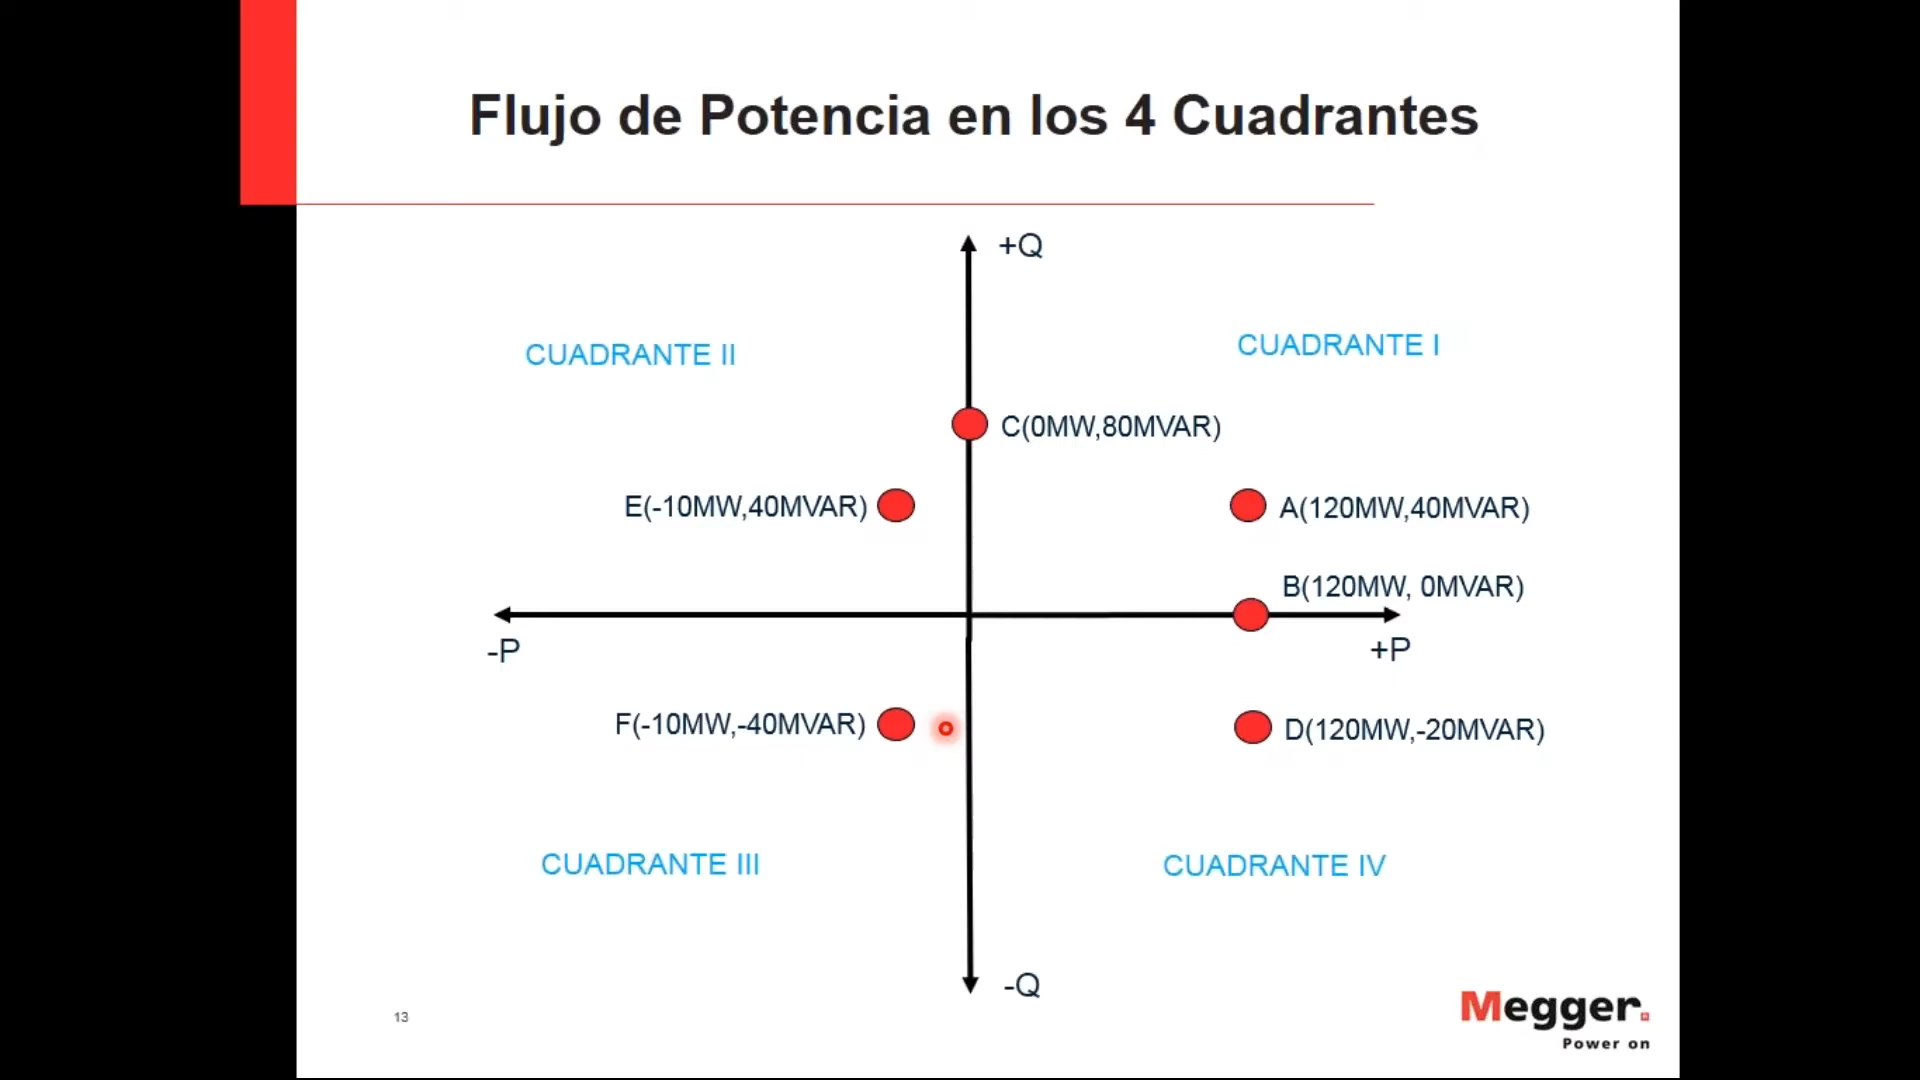 Flujo de Potencia en los 4 Cuadrantes
+Q
CUADRANTE II
CUADRANTE I
C(0MW,80MVAR)
E(-10MW,40MVAR)
A(120MW,40MVAR)
B(120MW, 0MVAR)
-P
+P
F(-10MW,-40MVAR)
D(120MW,-20MVAR)
CUADRANTE III
CUADRANTE IV
-Q
13
Megger.
Power on